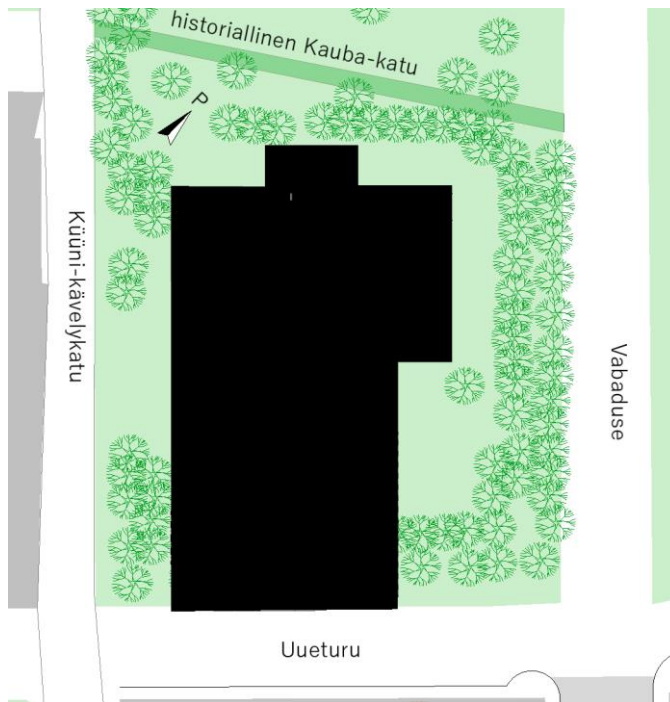 historiallinen Kauba-katu
P
Küüni-kävelykatu
Vabaduse
Uueturu